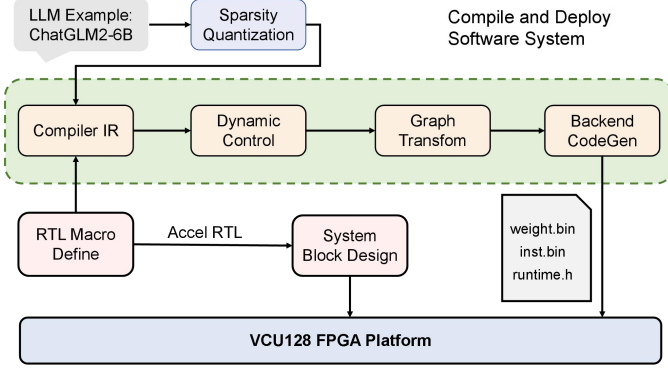 LLM Example:
ChatGLM2-6B
Sparsity
Quantization
Compile and Deploy
Software System
Compiler IR
Dynamic
Control
Graph
Transfom
Backend
CodeGen
RTL Macro
Define
Accel RTL
System
Block Design
weight.bin
inst.bin
runtime.h
VCU128 FPGA Platform